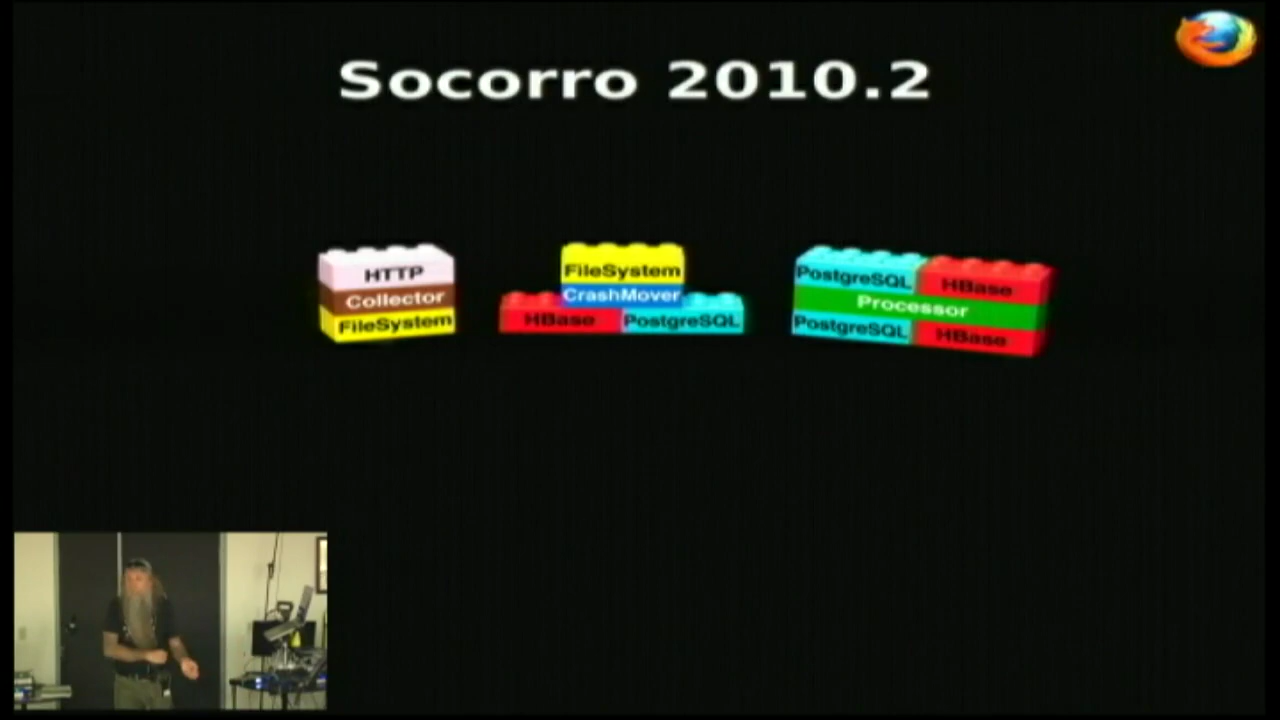 Socorro 2010.2
HTTP
Collector
FileSystem
FileSystem
CrashMover
HBase PostgreSQL
PostgreSQL HBase
Processor
PostgreSQL HBase